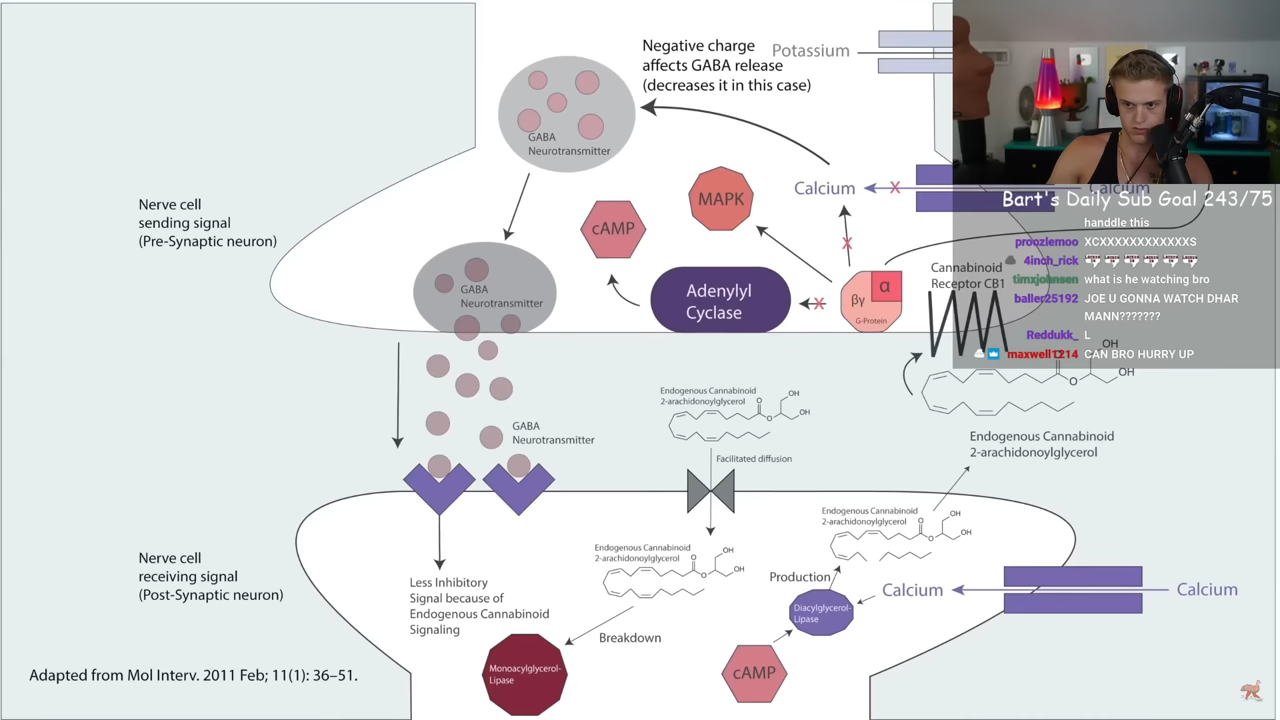 Negative charge
affects GABA release
(decreases it in this case)
Potassium
GABA
Neurotransmitter
Nerve cell
sending signal
(Pre-Synaptic neuron)
MAPK
cAMP
Calcium
X
Calcium
X
GABA
Neurotransmitter
Adenylyl
Cyclase
X
βγ
α
G-Protein
Cannabinoid
Receptor CB1
Bart's Daily Sub Goal 243/75
handdle this
proozlemoo XCXXXXXXXXXXXS
4inch_rick
timxjohnsen what is he watching bro
baller25192 JOE U GONNA WATCH DHAR
MANN???????
Reddukk_ L
maxwell1214 CAN BRO HURRY UP
OH
O
O
OH
Endogenous Cannabinoid
2-arachidonoylglycerol
Endogenous Cannabinoid
2-arachidonoylglycerol
O
O
OH
OH
GABA
Neurotransmitter
Facilitated diffusion
Endogenous Cannabinoid
2-arachidonoylglycerol
O
O
OH
OH
Endogenous Cannabinoid
2-arachidonoylglycerol
O
O
OH
OH
Nerve cell
receiving signal
(Post-Synaptic neuron)
Less Inhibitory
Signal because of
Endogenous Cannabinoid
Signaling
Production
Diacylglycerol-
Lipase
Calcium
Calcium
Breakdown
Monoacylglycerol-
Lipase
cAMP
Adapted from Mol Interv. 2011 Feb; 11(1): 36–51.